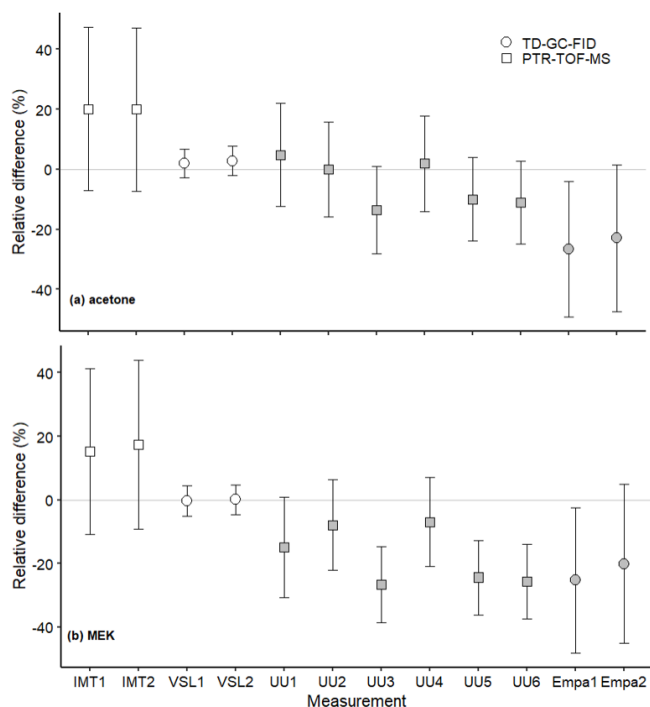 TD-GC-FID
PTR-TOF-MS
Relative difference (%)
40
20
0
-20
-40
(a) acetone
Relative difference (%)
40
20
0
-20
-40
(b) MEK
IMT1 IMT2 VSL1 VSL2 UU1 UU2 UU3 UU4 UU5 UU6 Empa1 Empa2
Measurement